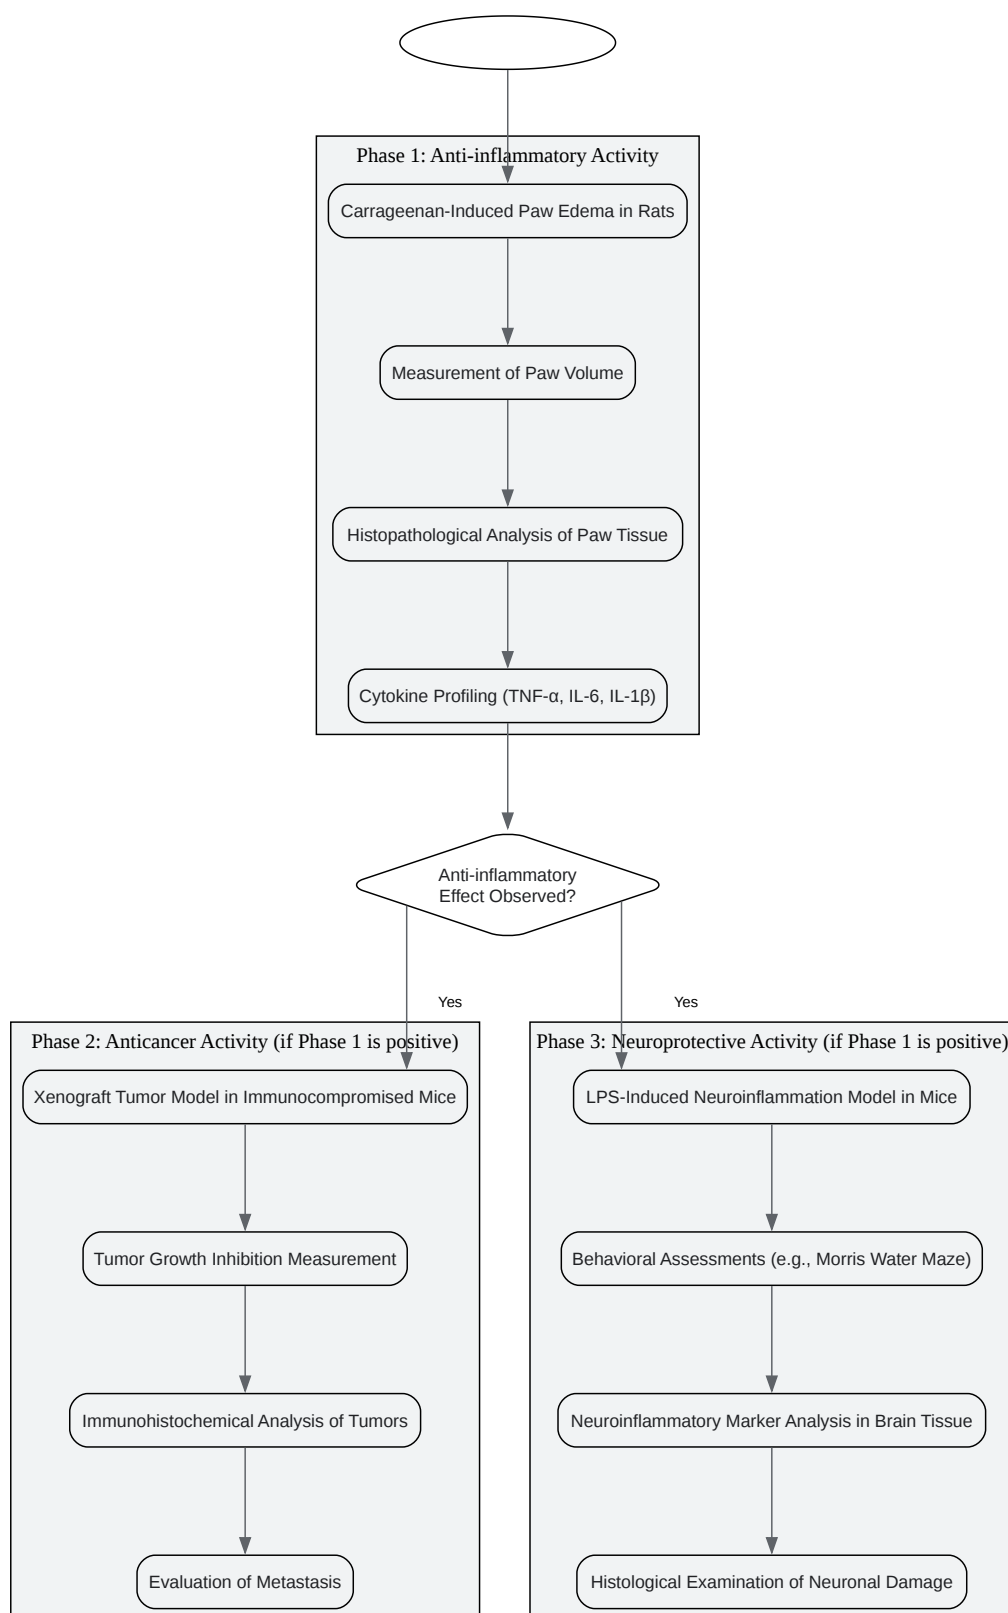 Phase 1: Anti-inflammatory Activity
Carrageenan-Induced Paw Edema in Rats
Measurement of Paw Volume
Histopathological Analysis of Paw Tissue
Cytokine Profiling (TNF-α, IL-6, IL-1β)
Anti-inflammatory
Effect Observed?
Yes
Yes
Phase 2: Anticancer Activity (if Phase 1 is positive)
Xenograft Tumor Model in Immunocompromised Mice
Tumor Growth Inhibition Measurement
Immunohistochemical Analysis of Tumors
Evaluation of Metastasis
Phase 3: Neuroprotective Activity (if Phase 1 is positive)
LPS-Induced Neuroinflammation Model in Mice
Behavioral Assessments (e.g., Morris Water Maze)
Neuroinflammatory Marker Analysis in Brain Tissue
Histological Examination of Neuronal Damage